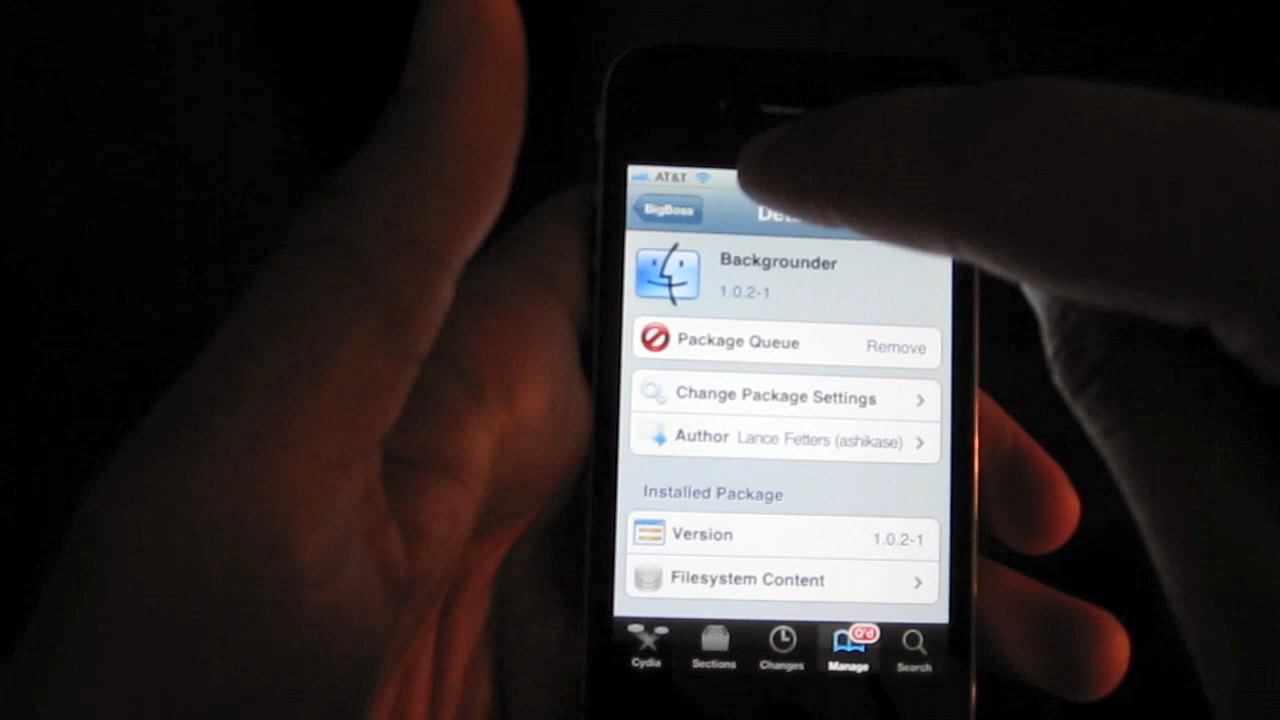 AT&T
BigBoss
Backgrounder
1.0.2-1
Package Queue Remove
Change Package Settings
Author Lance Fetters (ashikase)
Installed Package
Version 1.0.2-1
Filesystem Content
Q'd
Cydia Sections Changes Manage Search